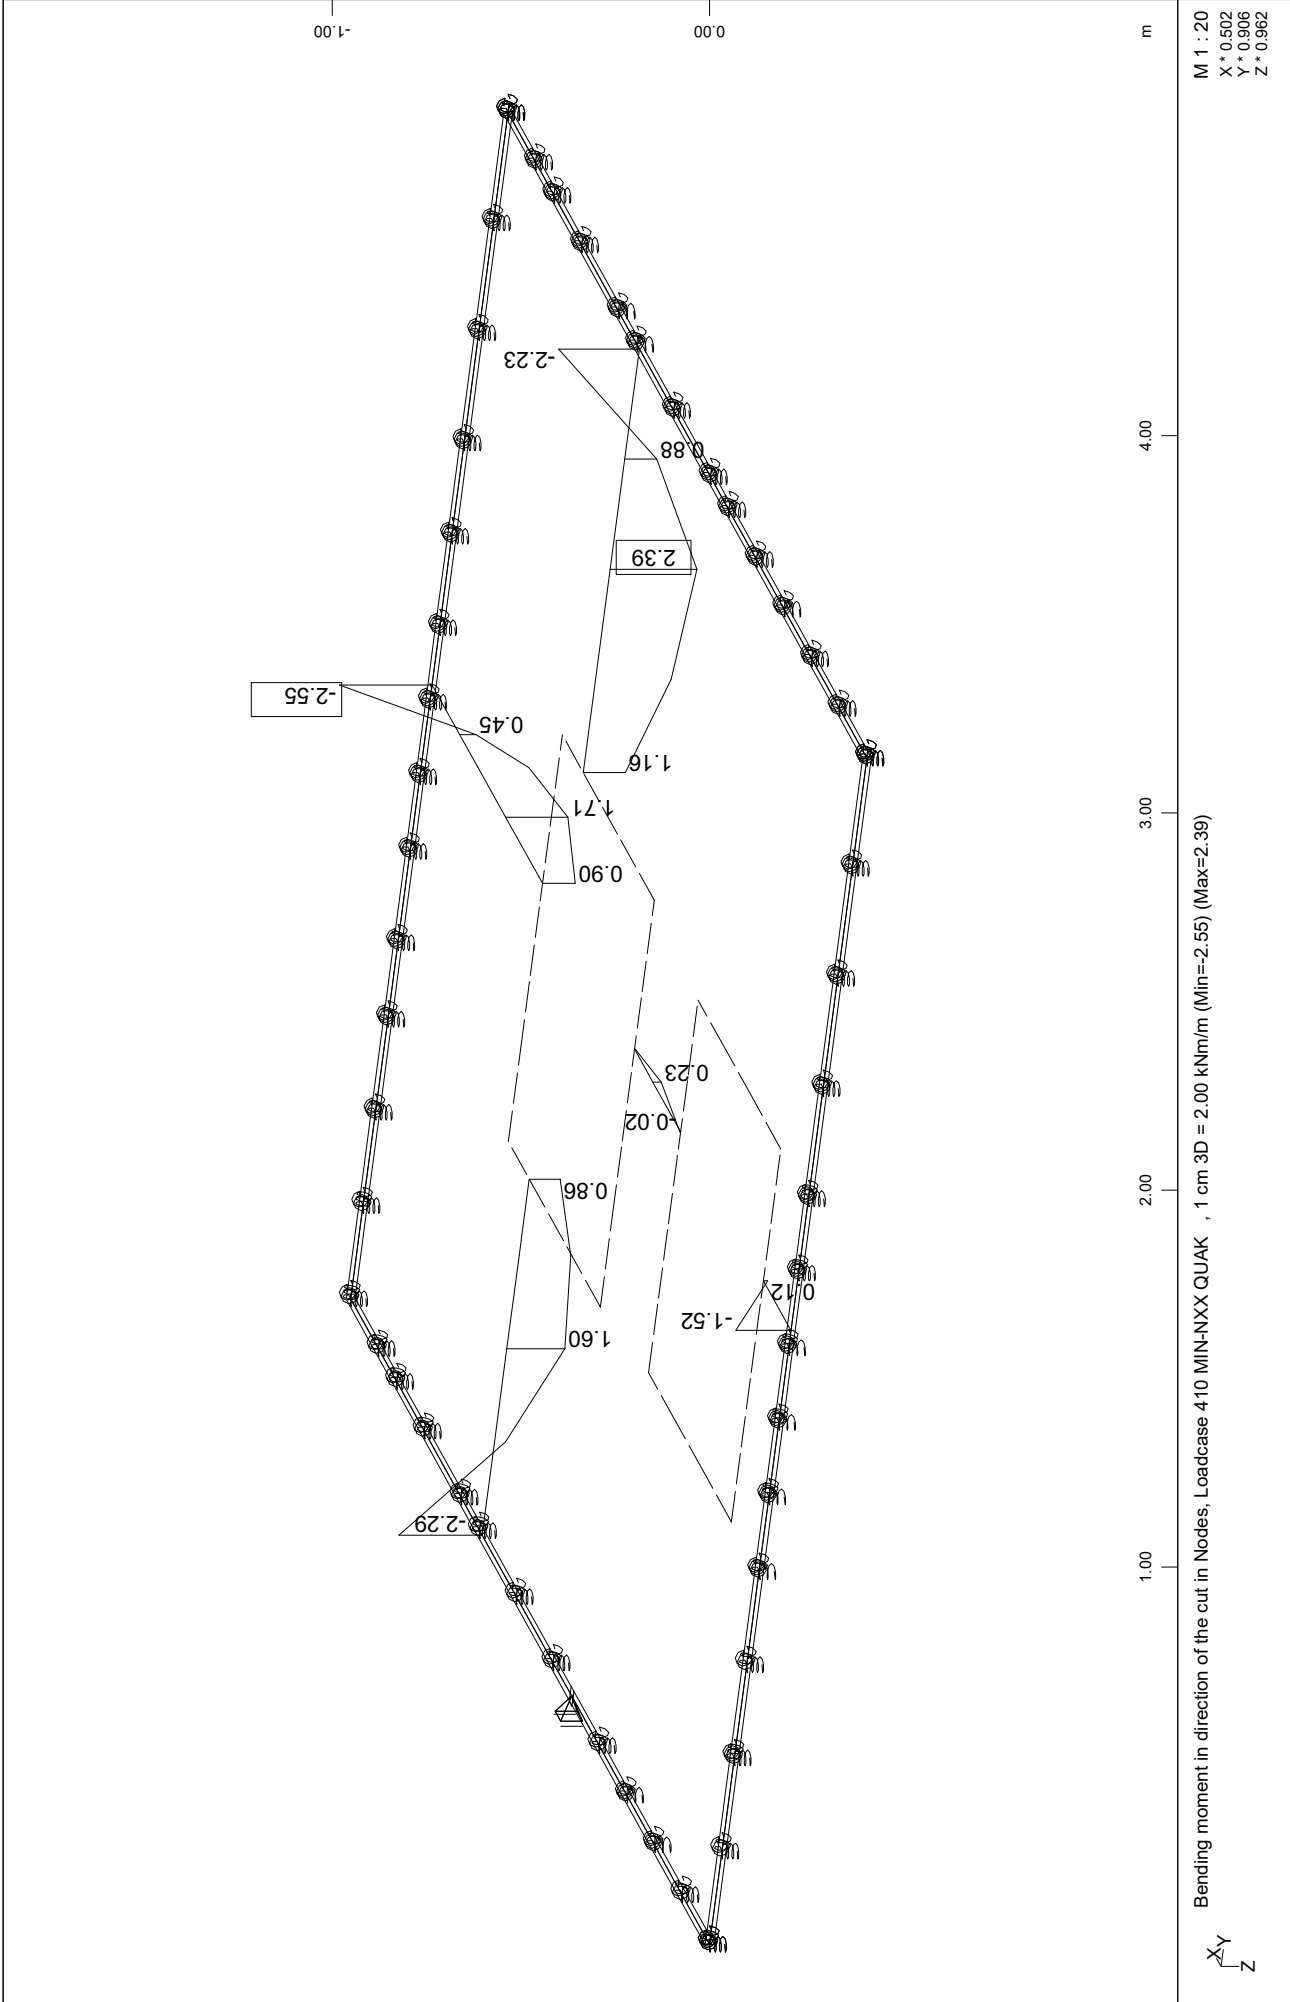 -1.00
0.00
m
M 1 : 20
X * 0.502
Y * 0.906
Z * 0.962
-2.23
0.88
4.00
2.39
-2.55
0.45
1.16
1.71
3.00
0.90
0.23
-0.02
0.86
2.00
0.12
-1.52
1.60
-2.29
1.00
Bending moment in direction of the cut in Nodes, Loadcase 410 MIN-NXX QUAK , 1 cm 3D = 2.00 kNm/m (Min=-2.55) (Max=2.39)
X
Y
Z